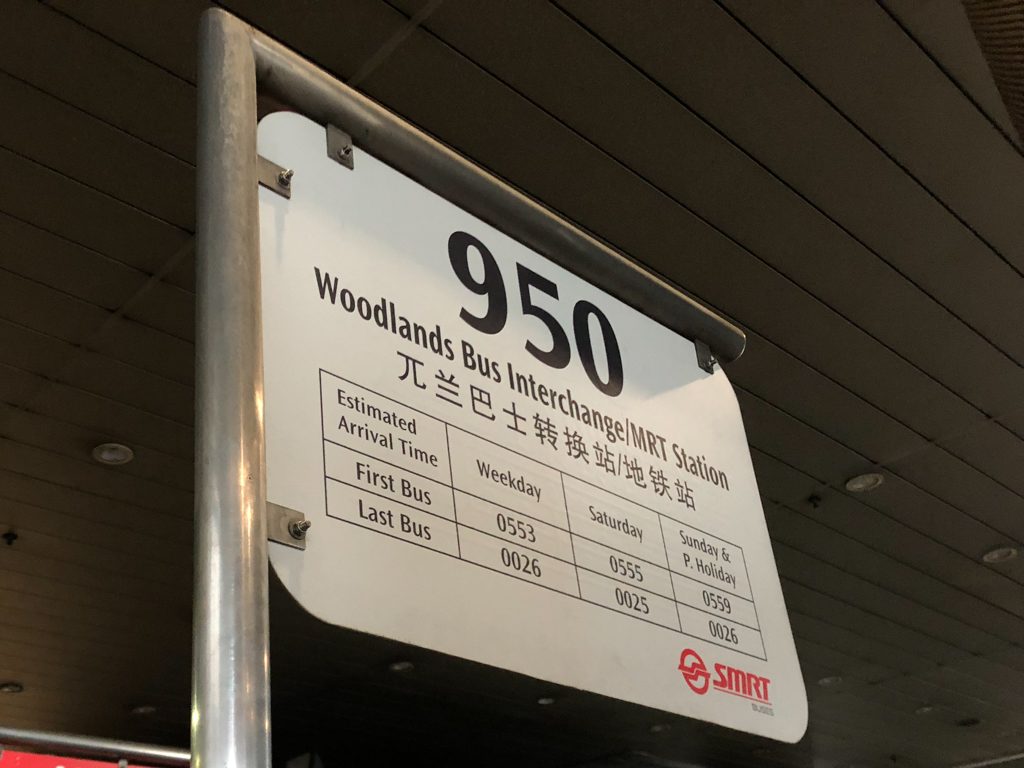 950
Woodlands Bus Interchange/MRT Station
兀兰巴士转换站/地铁站
Estimated Arrival Time Weekday Saturday Sunday & P. Holiday
First Bus 0553 0555 0559
Last Bus 0026 0025 0026
SMRT
BUSES